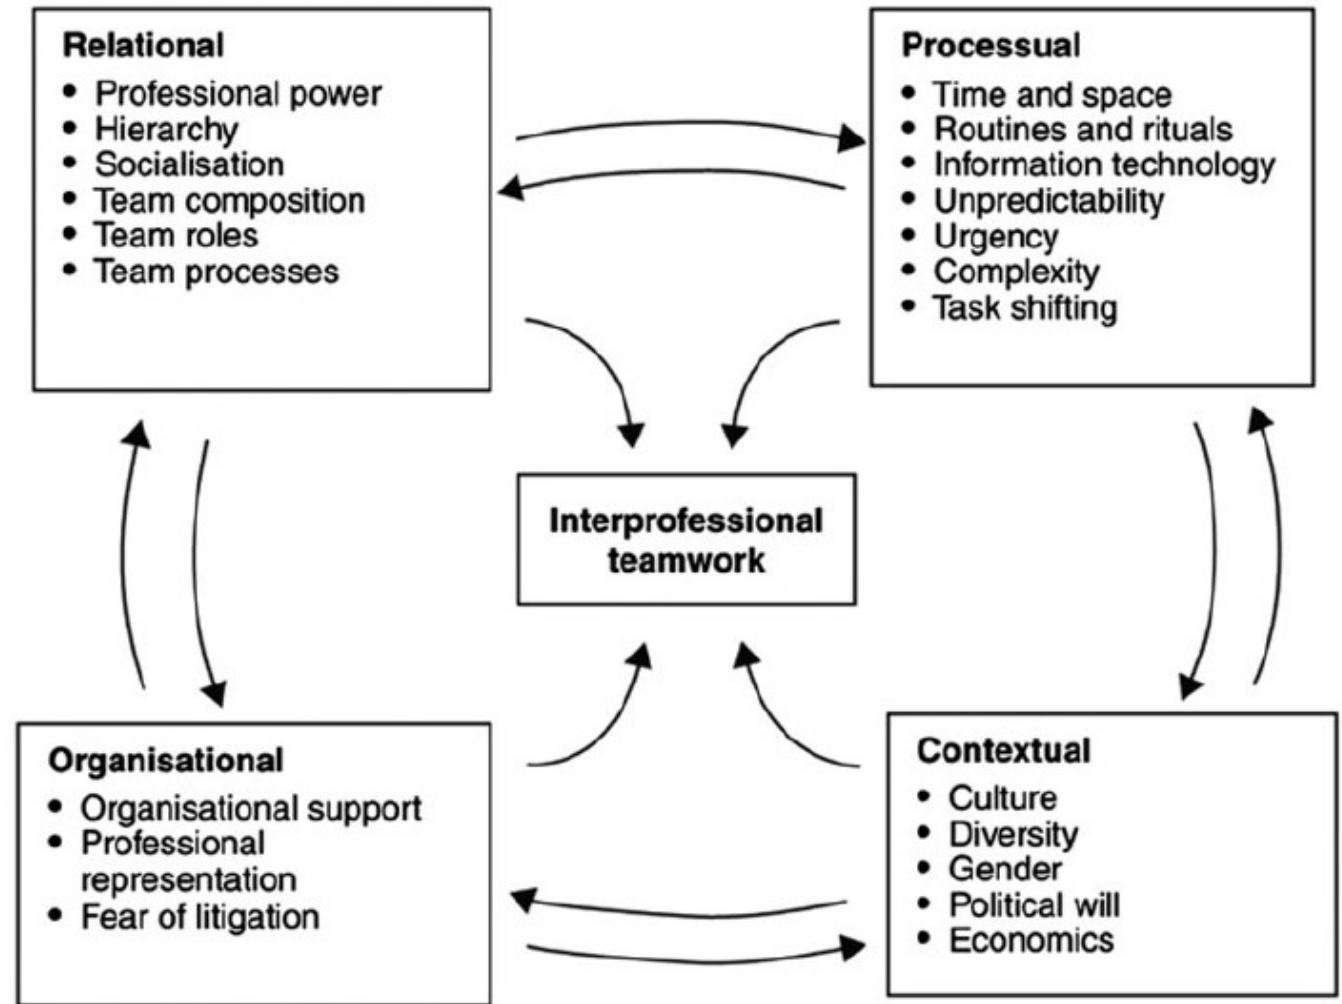 Relational
• Professional power
• Hierarchy
• Socialisation
• Team composition
• Team roles
• Team processes
Processual
• Time and space
• Routines and rituals
• Information technology
• Unpredictability
• Urgency
• Complexity
• Task shifting
Interprofessional
teamwork
Organisational
• Organisational support
• Professional
representation
• Fear of litigation
Contextual
• Culture
• Diversity
• Gender
• Political will
• Economics